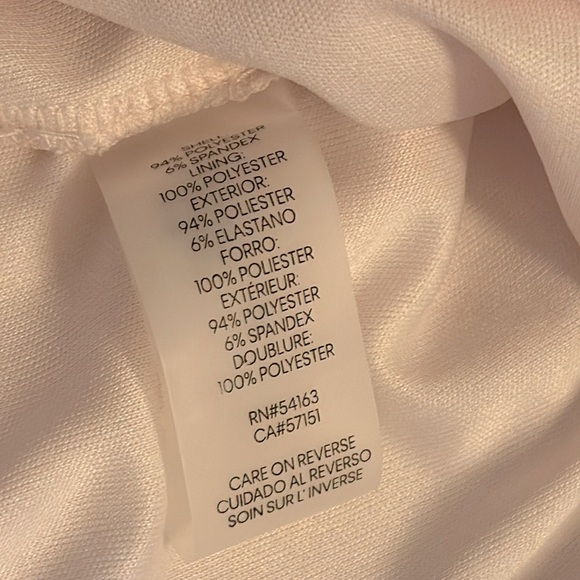 SHELL:
94% POLYESTER
6% SPANDEX
LINING:
100% POLYESTER
EXTERIOR:
94% POLIESTER
6% ELASTANO
FORRO:
100% POLIESTER
EXTÉRIEUR:
94% POLYESTER
6% SPANDEX
DOUBLURE:
100% POLYESTER
RN#54163
CA#57151
CARE ON REVERSE
CUIDADO AL REVERSO
SOIN SUR L'INVERSE